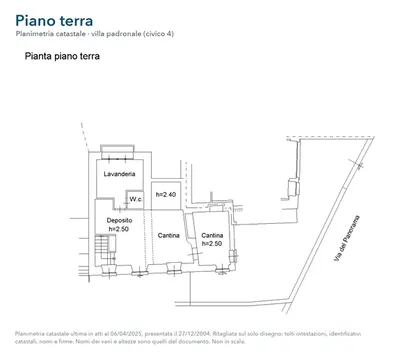 Piano terra
Planimetria catastale · villa padronale (civico 4)
Pianta piano terra
Lavanderia
W.c.
h=2.40
Deposito
h=2.50
Cantina
Cantina
h=2.50
Via del Panorama
Planimetria catastale ultima in atti al 06/04/2025, presentata il 27/12/2004. Ritagliata sul solo disegno: tolti intestazioni, identificativi
catastali, nomi e firme. Nomi dei vani e altezze sono quelli del documento. Non in scala.